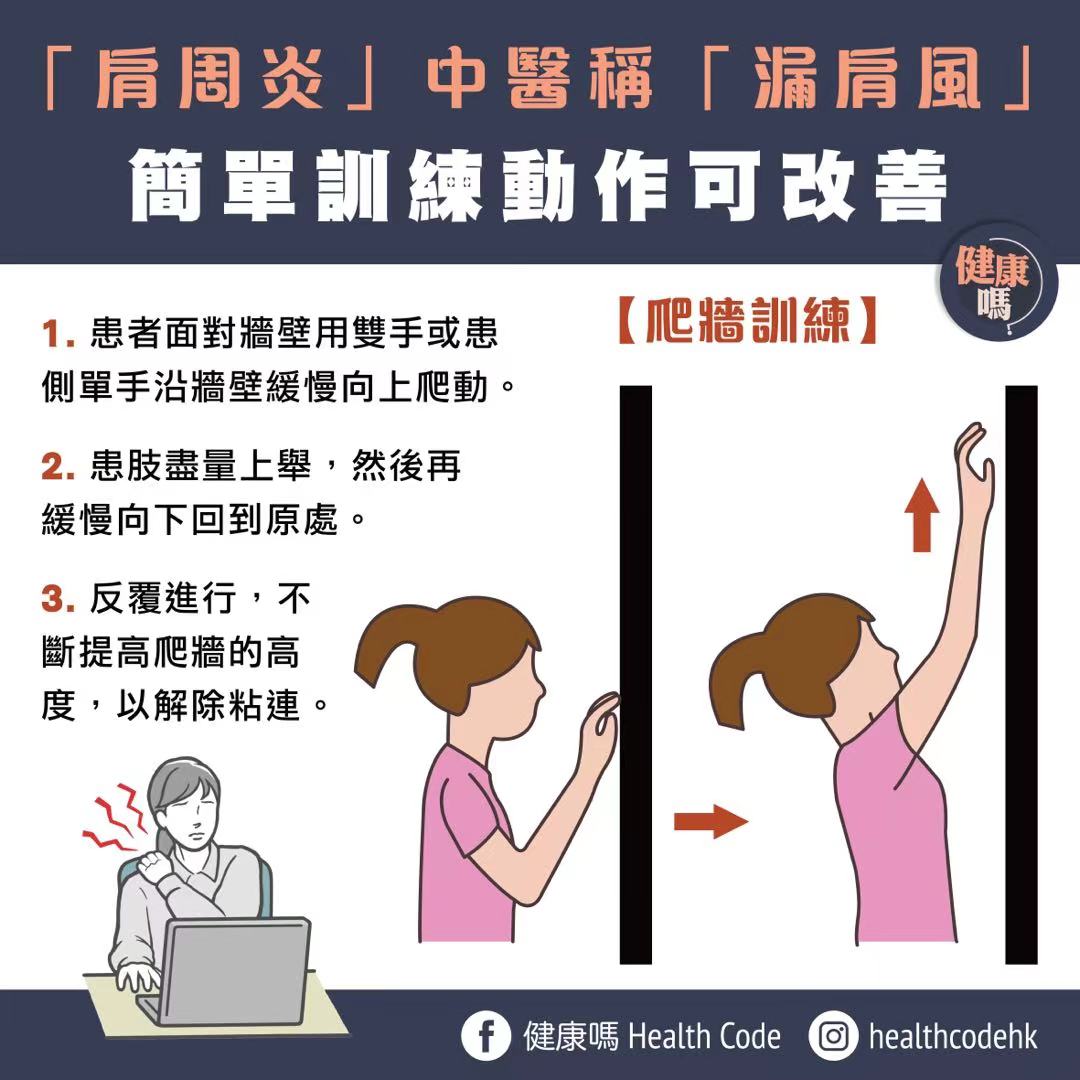 「肩周炎」中醫稱「漏肩風」
簡單訓練動作可改善
健康
嗎?
【爬牆訓練】
1. 患者面對牆壁用雙手或患
側單手沿牆壁緩慢向上爬動。
2. 患肢盡量上舉，然後再
緩慢向下回到原處。
3. 反覆進行，不
斷提高爬牆的高
度，以解除粘連。
健康嗎 Health Code
healthcodehk